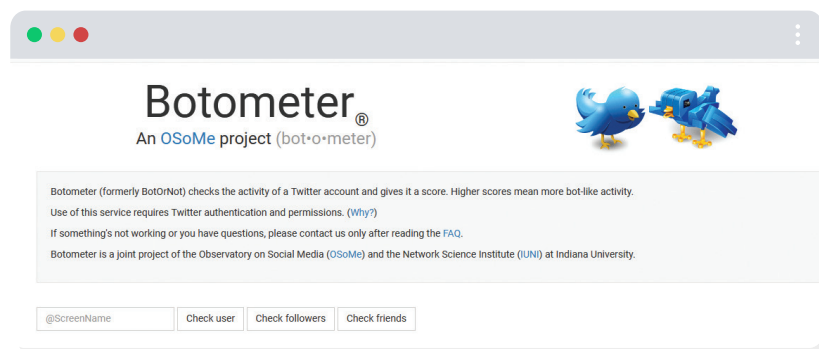 Botometer®
An OSoMe project (bot•o•meter)
Botometer (formerly BotOrNot) checks the activity of a Twitter account and gives it a score. Higher scores mean more bot-like activity.
Use of this service requires Twitter authentication and permissions. (Why?)
If something's not working or you have questions, please contact us only after reading the FAQ.
Botometer is a joint project of the Observatory on Social Media (OSoMe) and the Network Science Institute (IUNI) at Indiana University.
@ScreenName Check user Check followers Check friends